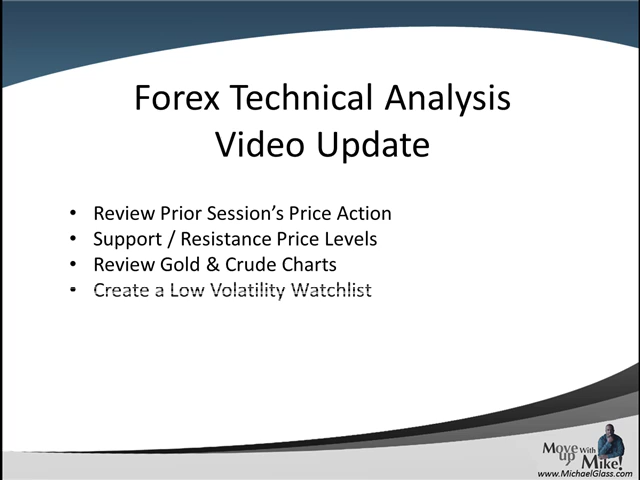 Forex Technical Analysis
Video Update
• Review Prior Session's Price Action
• Support / Resistance Price Levels
• Review Gold & Crude Charts
• Create a Low Volatility Watchlist
Move up With Mike!
www.MichaelGlass.com